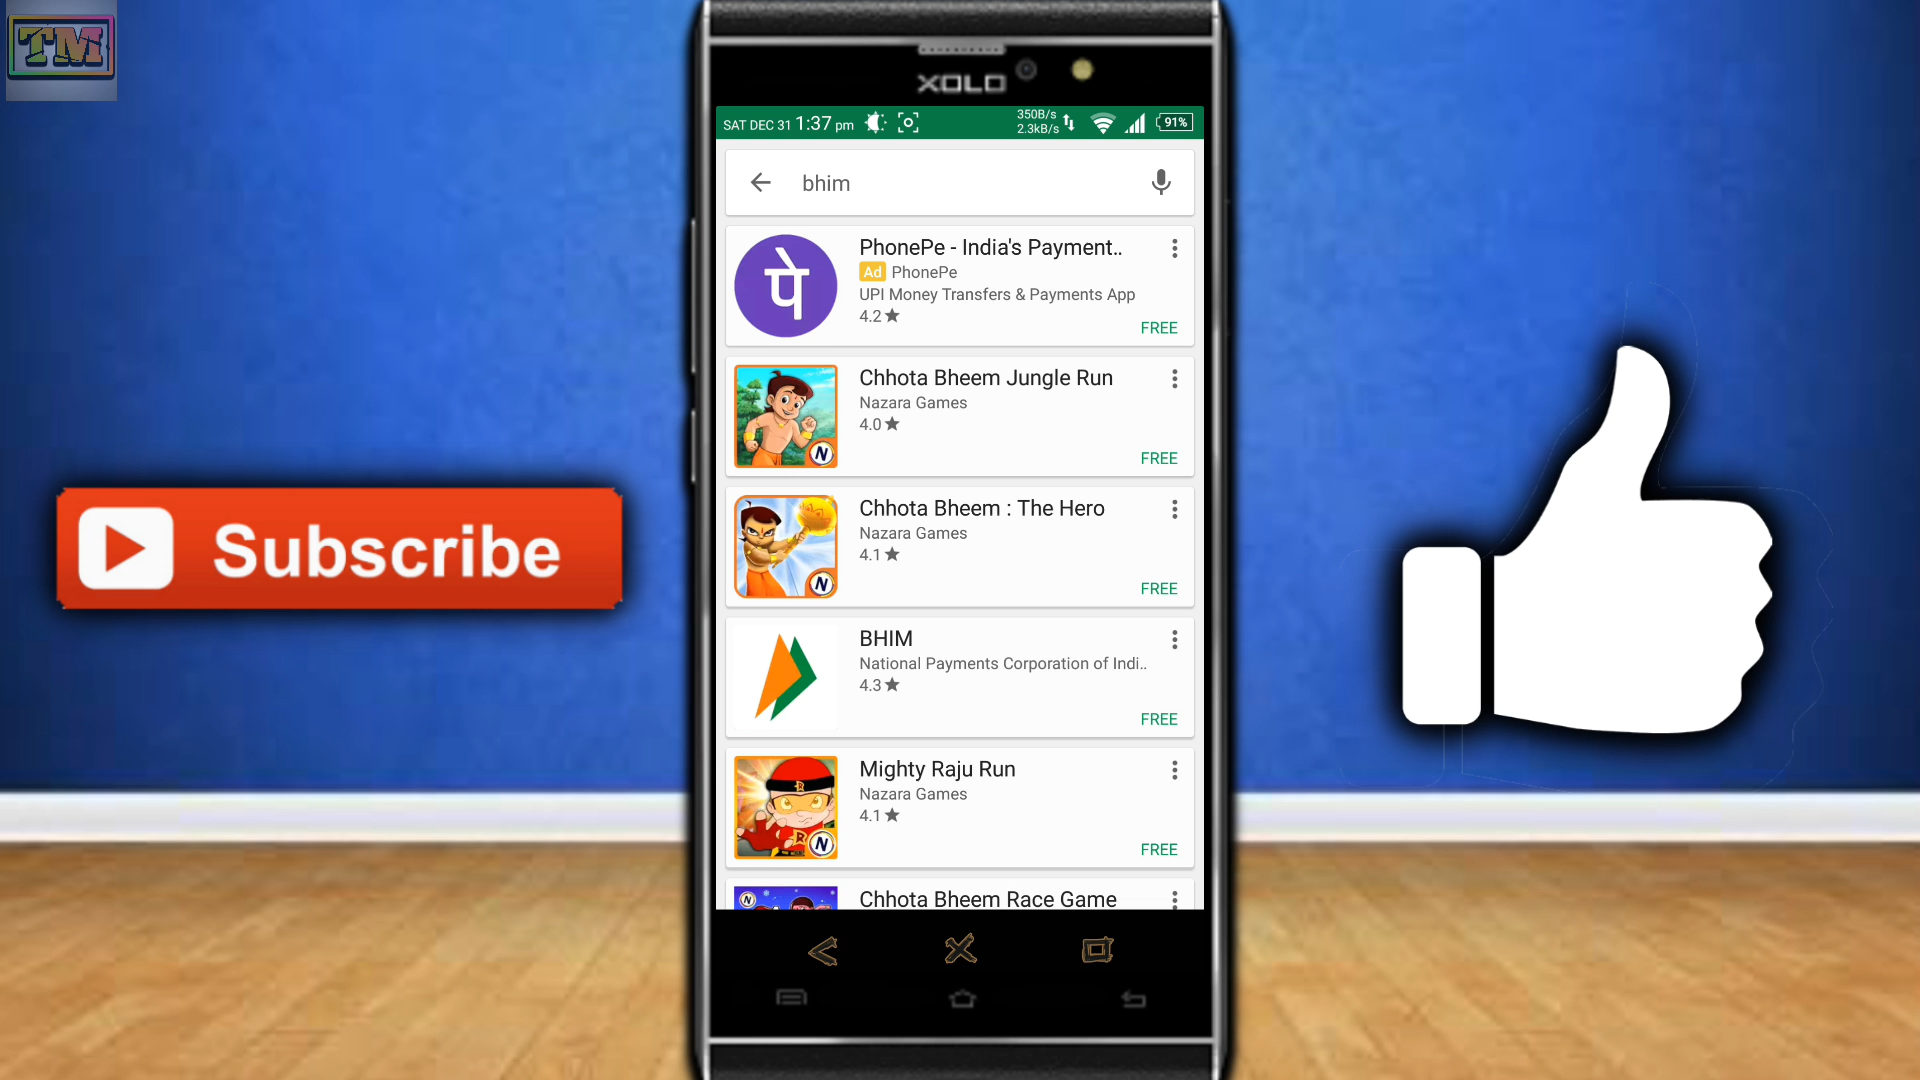 TM
XOLO
SAT DEC 31 1:37 pm
350B/s
2.3kB/s
91%
bhim
पे
PhonePe - India's Payment..
Ad PhonePe
UPI Money Transfers & Payments App
4.2
FREE
Chhota Bheem Jungle Run
Nazara Games
4.0
N
FREE
Chhota Bheem : The Hero
Nazara Games
4.1
N
FREE
Subscribe
BHIM
National Payments Corporation of Indi..
4.3
FREE
Mighty Raju Run
Nazara Games
4.1
R
R
N
FREE
Chhota Bheem Race Game
N